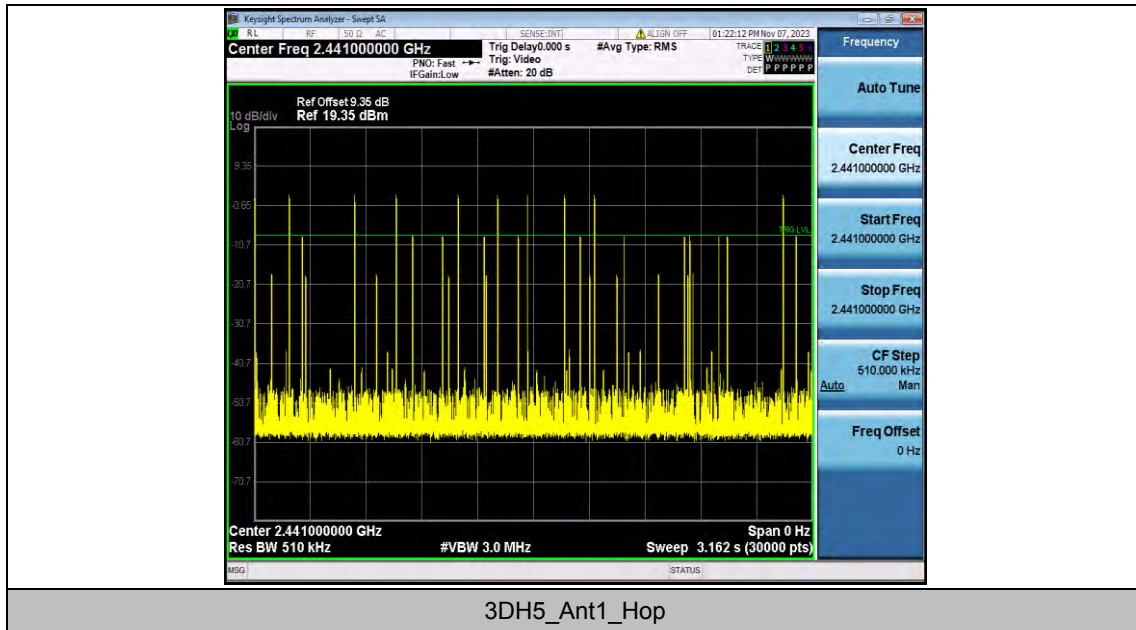 Keysight Spectrum Analyzer - Swept SA
RL RF 50 Ω AC SENSE:INT ALIGN OFF 01:22:12 PM Nov 07, 2023
Center Freq 2.441000000 GHz
PNO: Fast
IFGain:Low
Trig Delay0.000 s
Trig: Video
#Atten: 20 dB
#Avg Type: RMS
TRACE 1 2 3 4 5 6
TYPE W
DET P P P P P P
Frequency
Auto Tune
Center Freq
2.441000000 GHz
Start Freq
2.441000000 GHz
Stop Freq
2.441000000 GHz
CF Step
510.000 kHz
Auto Man
Freq Offset
0 Hz
Ref Offset 9.35 dB
10 dB/div Ref 19.35 dBm
Log
9.35
-0.65
TRIG LVL
-10.7
-20.7
-30.7
-40.7
-50.7
-60.7
-70.7
Center 2.441000000 GHz Span 0 Hz
Res BW 510 kHz #VBW 3.0 MHz Sweep 3.162 s (30000 pts)
MSG STATUS
3DH5_Ant1_Hop